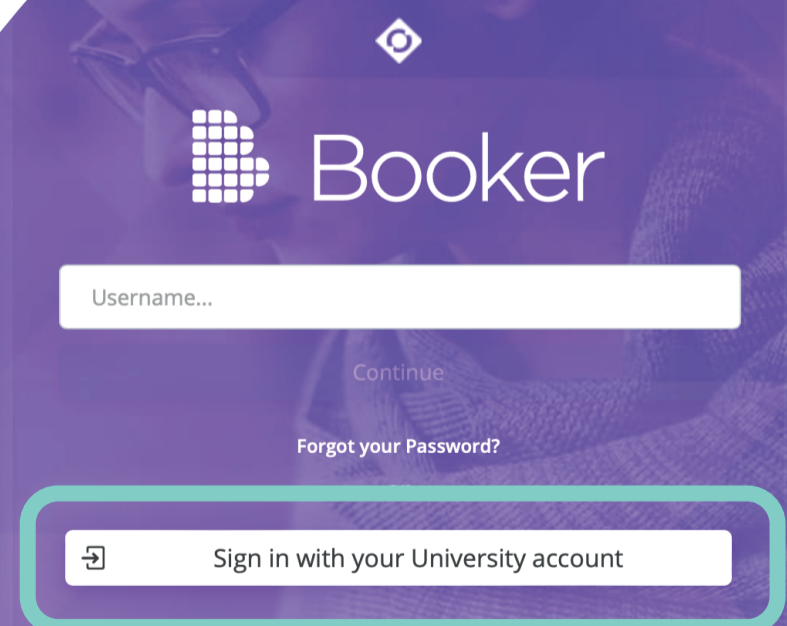 Booker
Username...
Continue
Forgot your Password?
Sign in with your University account